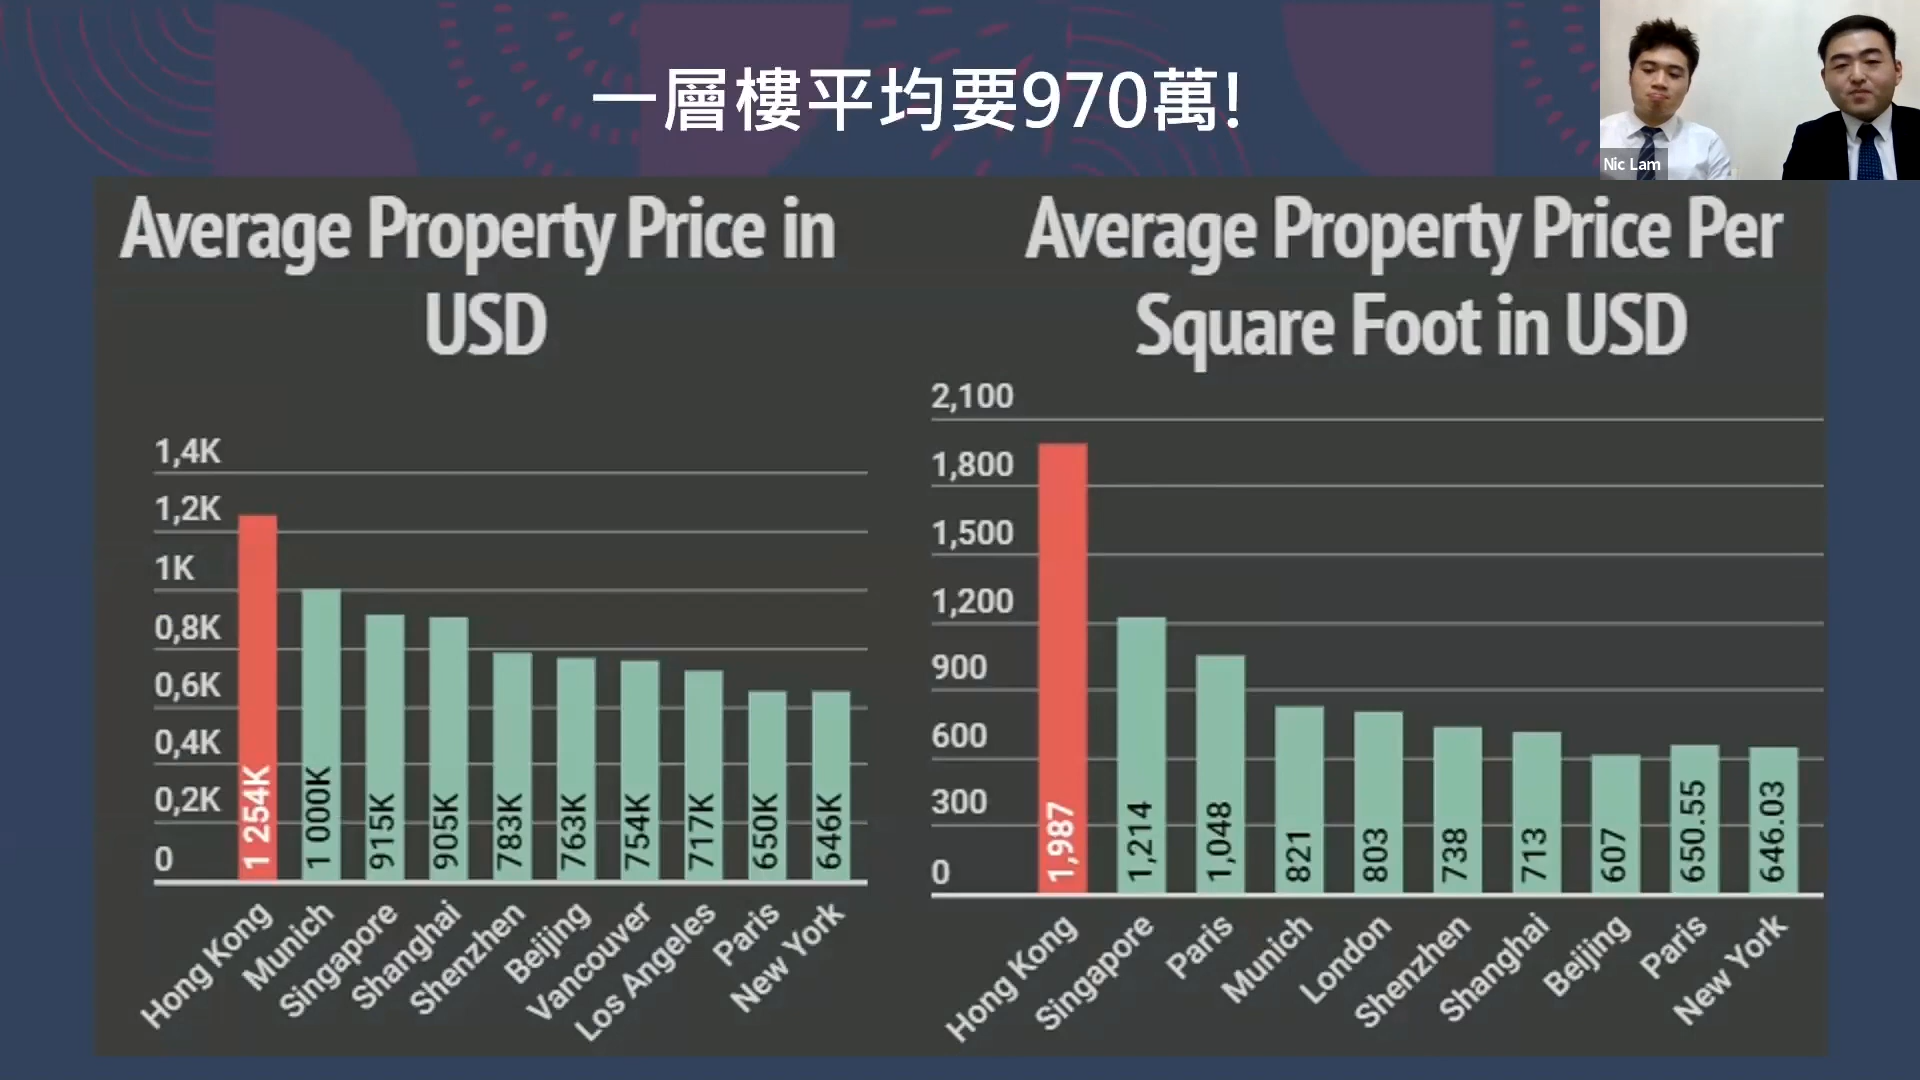 一層樓平均要970萬!
Nic Lam
Average Property Price in
USD
1,4K
1,2K
1K
0,8K
0,6K
0,4K
0,2K
0
1 254K
1 000K
915K
905K
783K
763K
754K
717K
650K
646K
Hong Kong
Munich
Singapore
Shanghai
Shenzhen
Beijing
Vancouver
Los Angeles
Paris
New York
Average Property Price Per
Square Foot in USD
2,100
1,800
1,500
1,200
900
600
300
0
1,987
1,214
1,048
821
803
738
713
607
650.55
646.03
Hong Kong
Singapore
Paris
Munich
London
Shenzhen
Shanghai
Beijing
Paris
New York